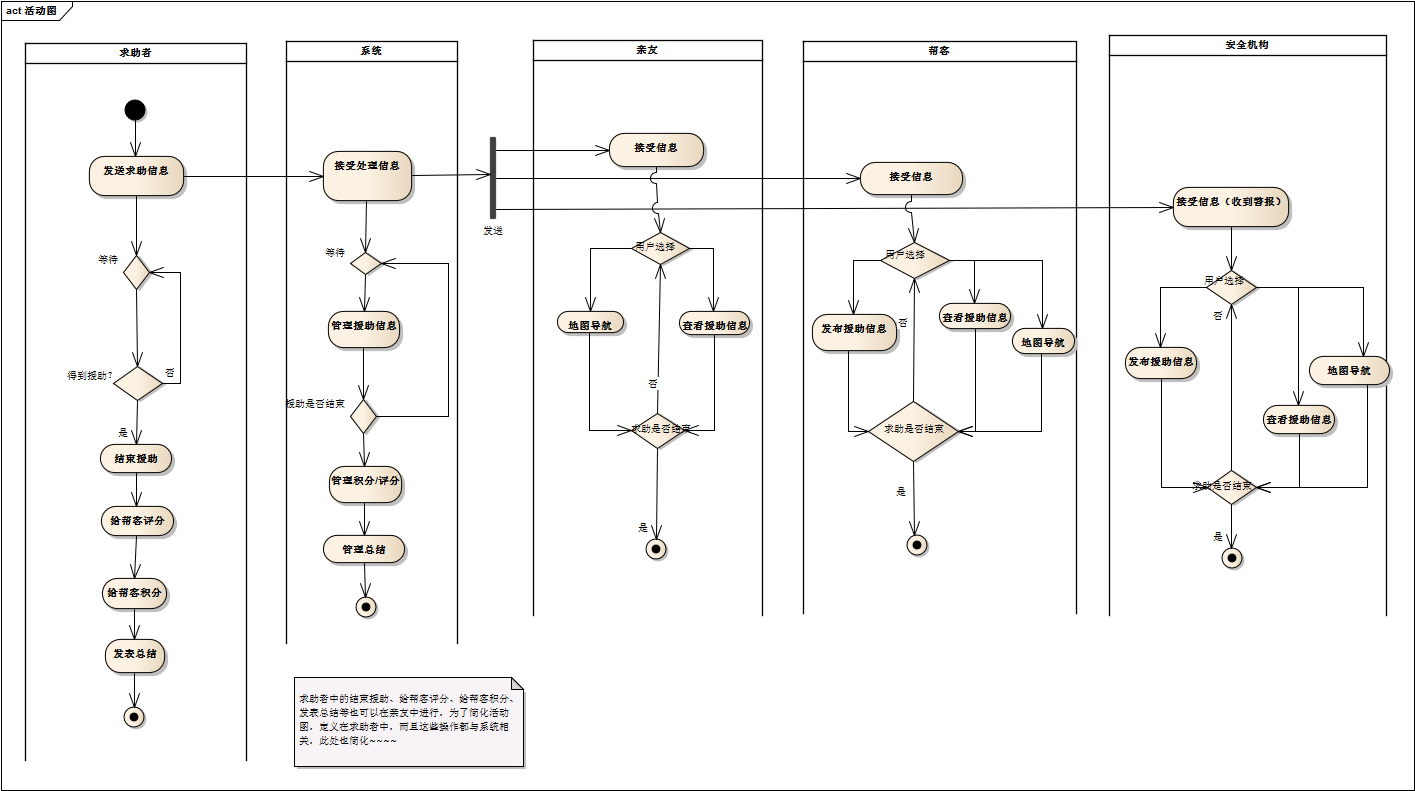 act 活动图
求助者
发送求助信息
等待
得到援助?
否
是
结束援助
给帮客评分
给帮客积分
发表总结
系统
接受处理信息
等待
管理援助信息
援助是否结束
管理积分/评分
管理总结
发送
亲友
接受信息
用户选择
地图导航
查看援助信息
否
求助是否结束
是
帮客
接受信息
用户选择
发布援助信息
否
查看援助信息
地图导航
求助是否结束
是
安全机构
接受信息（收到警报）
用户选择
否
发布援助信息
地图导航
查看援助信息
求助是否结束
是
求助者中的结束援助、给帮客评分、给帮客积分、
发表总结等也可以在亲友中进行，为了简化活动
图，定义在求助者中，而且这些操作都与系统相
关，此处也简化~~~~